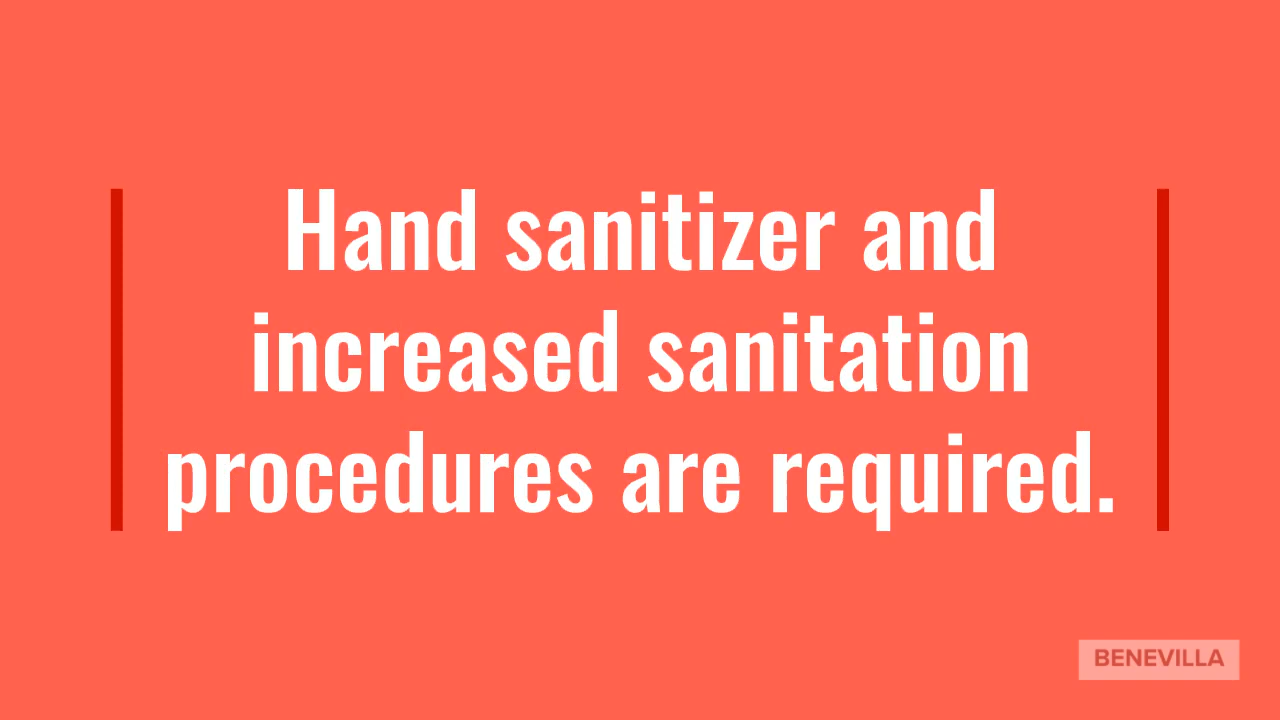 Hand sanitizer and
increased sanitation
procedures are required.
BENEVILLA